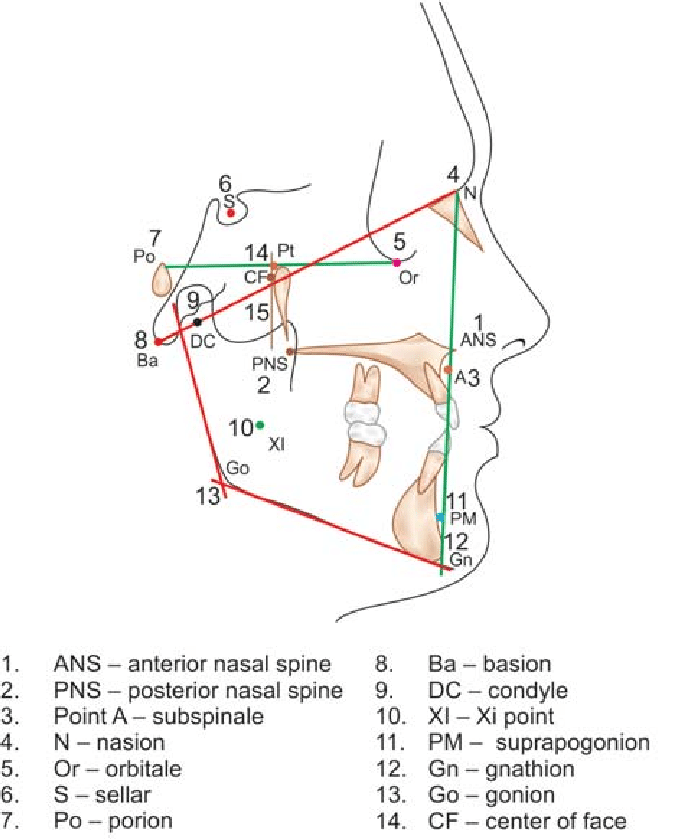 4
N
6
S
7
Po
14 Pt
5
CF
Or
9
15
1
ANS
8
DC
Ba
PNS
A3
2
10
XI
Go
13
11
PM
12
Gn
1. ANS – anterior nasal spine
2. PNS – posterior nasal spine
3. Point A – subspinale
4. N – nasion
5. Or – orbitale
6. S – sellar
7. Po – porion
8. Ba – basion
9. DC – condyle
10. XI – Xi point
11. PM – suprapogonion
12. Gn – gnathion
13. Go – gonion
14. CF – center of face